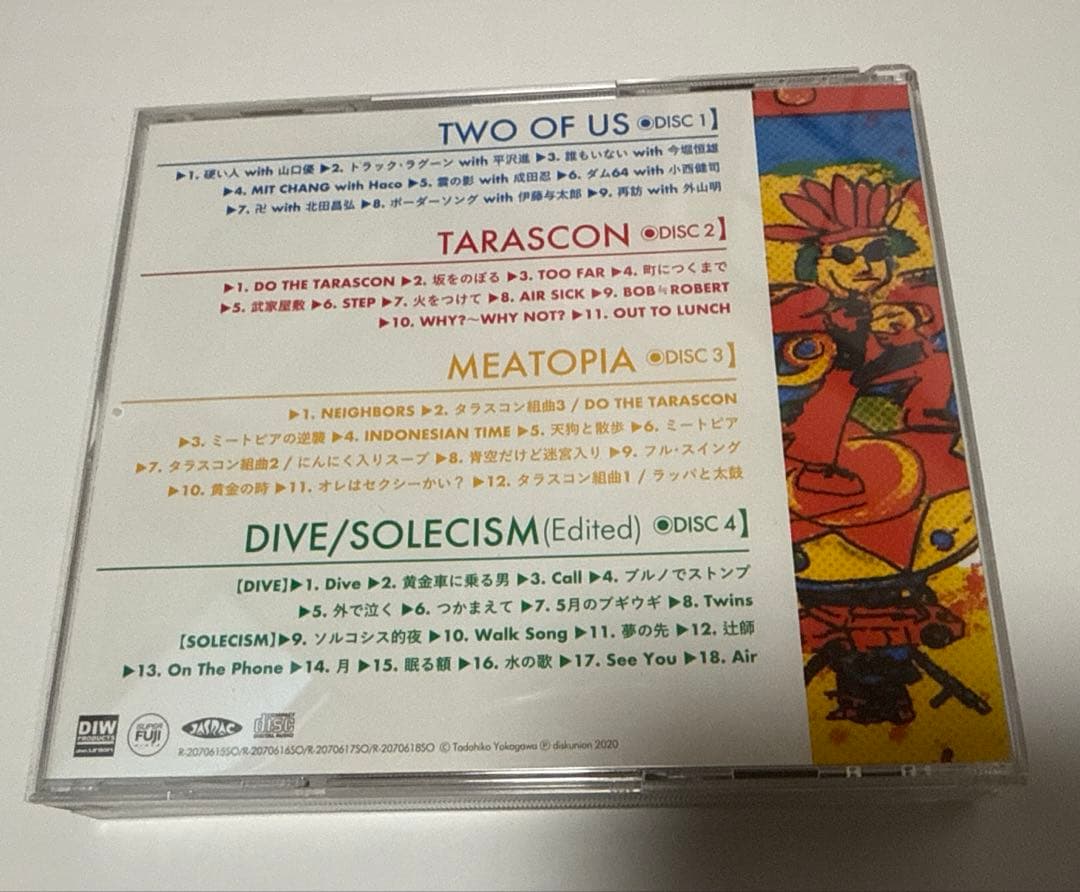 TWO OF US ◉DISC 1】
▶1. 硬い人 with 山口優 ▶2. トラック・ラグーン with 平沢進 ▶3. 誰もいない with 今堀恒雄
▶4. MIT CHANG with Haco ▶5. 雲の影 with 成田忍 ▶6. ダム64 with 小西健司
▶7. 卍 with 北田昌弘 ▶8. ボーダーソング with 伊藤与太郎 ▶9. 再訪 with 外山明
TARASCON ◉DISC 2】
▶1. DO THE TARASCON ▶2. 坂をのぼる ▶3. TOO FAR ▶4. 町につくまで
▶5. 武家屋敷 ▶6. STEP ▶7. 火をつけて ▶8. AIR SICK ▶9. BOB≒ROBERT
▶10. WHY?〜WHY NOT? ▶11. OUT TO LUNCH
MEATOPIA ◉DISC 3】
▶1. NEIGHBORS ▶2. タラスコン組曲3 / DO THE TARASCON
▶3. ミートピアの逆襲 ▶4. INDONESIAN TIME ▶5. 天狗と散歩 ▶6. ミートピア
▶7. タラスコン組曲2 / にんにく入りスープ ▶8. 青空だけど迷宮入り ▶9. フル・スイング
▶10. 黄金の時 ▶11. オレはセクシーかい？ ▶12. タラスコン組曲1 / ラッパと太鼓
DIVE/SOLECISM(Edited) ◉DISC 4】
【DIVE】▶1. Dive ▶2. 黄金車に乗る男 ▶3. Call ▶4. ブルノでストンプ
▶5. 外で泣く ▶6. つかまえて ▶7. 5月のブギウギ ▶8. Twins
【SOLECISM】▶9. ソルコシス的夜 ▶10. Walk Song ▶11. 夢の先 ▶12. 辻師
▶13. On The Phone ▶14. 月 ▶15. 眠る額 ▶16. 水の歌 ▶17. See You ▶18. Air
DIW PRODUCTS
SUPER FUJI
JASRAC
COMPACT disc DIGITAL AUDIO
R-2070615SO/R-2070616SO/R-2070617SO/R-2070618SO Ⓒ Tadahiko Yokogawa Ⓟ diskunion 2020